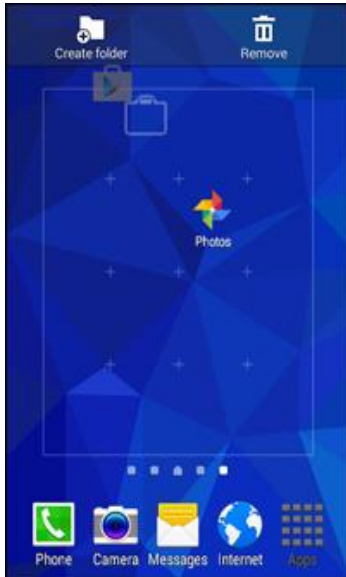 Create folder
Remove
Photos
Phone
Camera
Messages
Internet
Apps